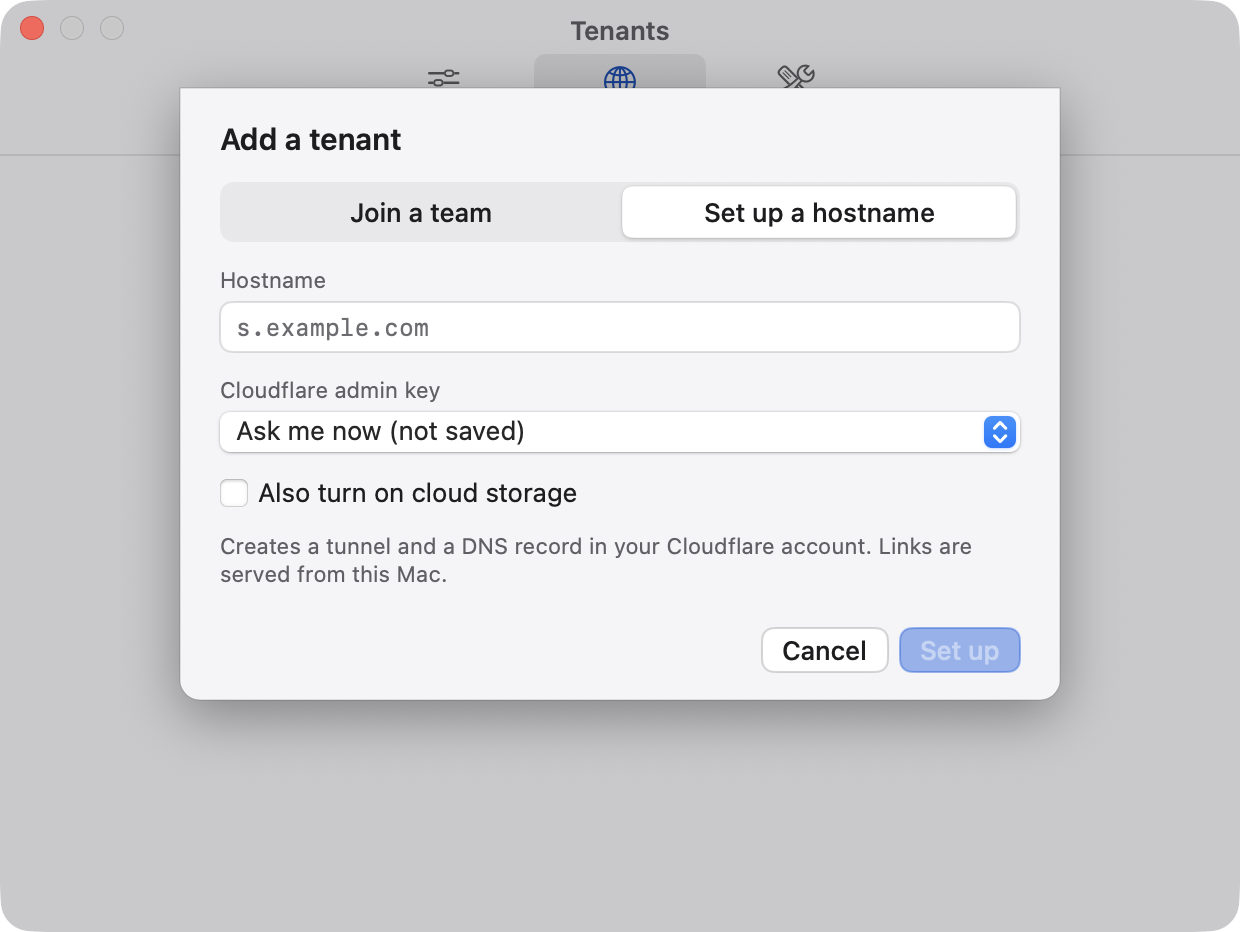 Tenants
Add a tenant
Join a team
Set up a hostname
Hostname
s.example.com
Cloudflare admin key
Ask me now (not saved)
Also turn on cloud storage
Creates a tunnel and a DNS record in your Cloudflare account. Links are
served from this Mac.
Cancel
Set up